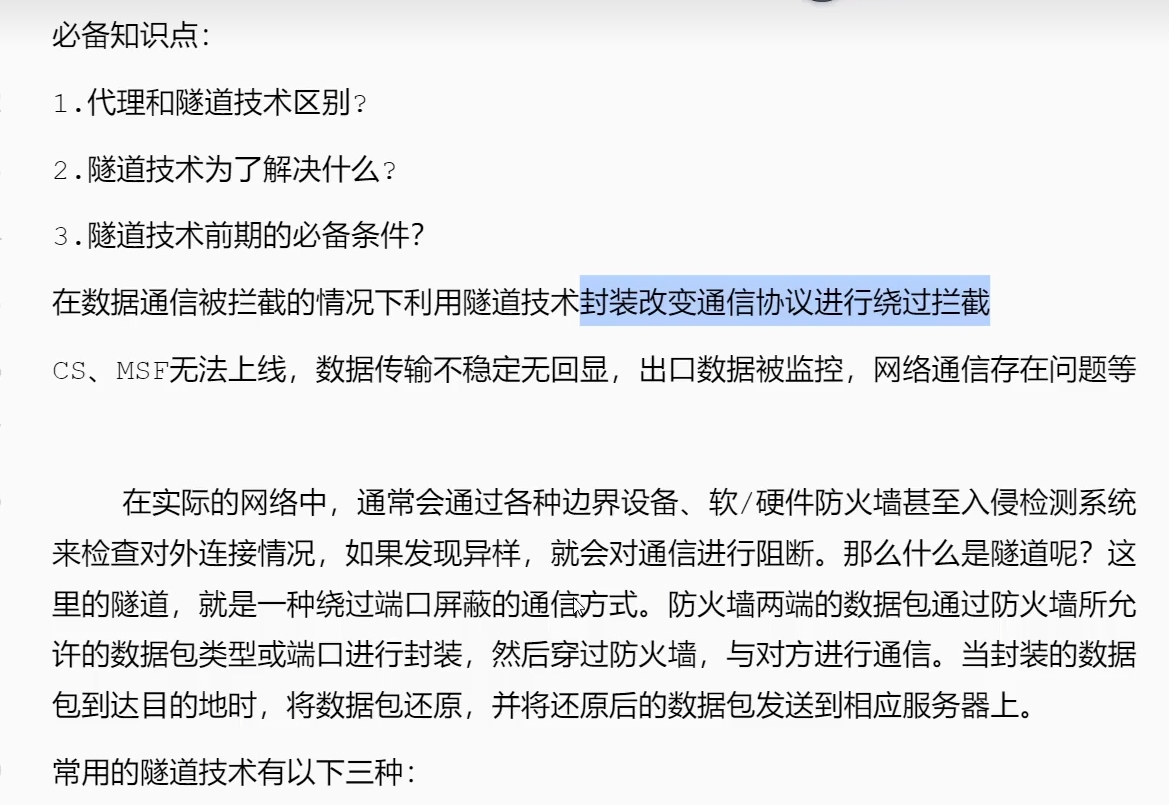 必备知识点：
1.代理和隧道技术区别?
2.隧道技术为了解决什么?
3.隧道技术前期的必备条件？
在数据通信被拦截的情况下利用隧道技术封装改变通信协议进行绕过拦截
CS、MSF无法上线，数据传输不稳定无回显，出口数据被监控，网络通信存在问题等
在实际的网络中，通常会通过各种边界设备、软/硬件防火墙甚至入侵检测系统
来检查对外连接情况，如果发现异样，就会对通信进行阻断。那么什么是隧道呢？这
里的隧道，就是一种绕过端口屏蔽的通信方式。防火墙两端的数据包通过防火墙所允
许的数据包类型或端口进行封装，然后穿过防火墙，与对方进行通信。当封装的数据
包到达目的地时，将数据包还原，并将还原后的数据包发送到相应服务器上。
常用的隧道技术有以下三种：